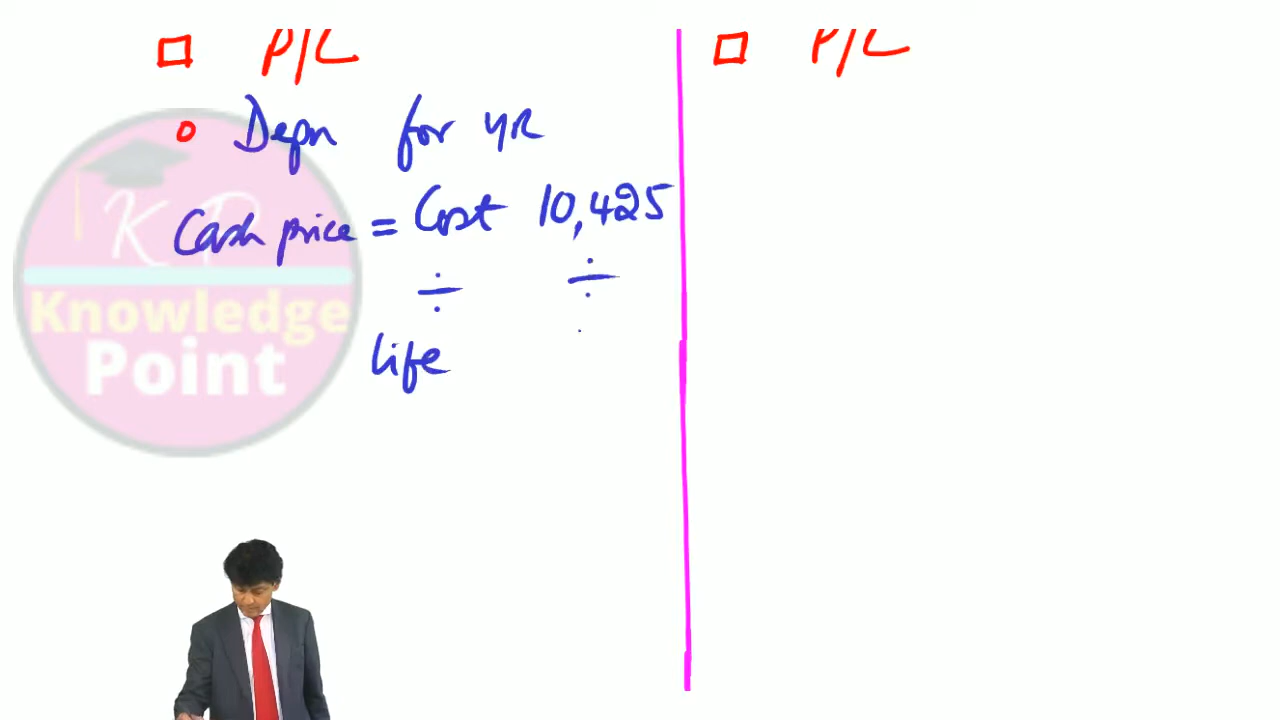 P/L
P/L
Depn for YR
Cash price = Cost 10,425
÷ ÷
life
K P
Knowledge
Point